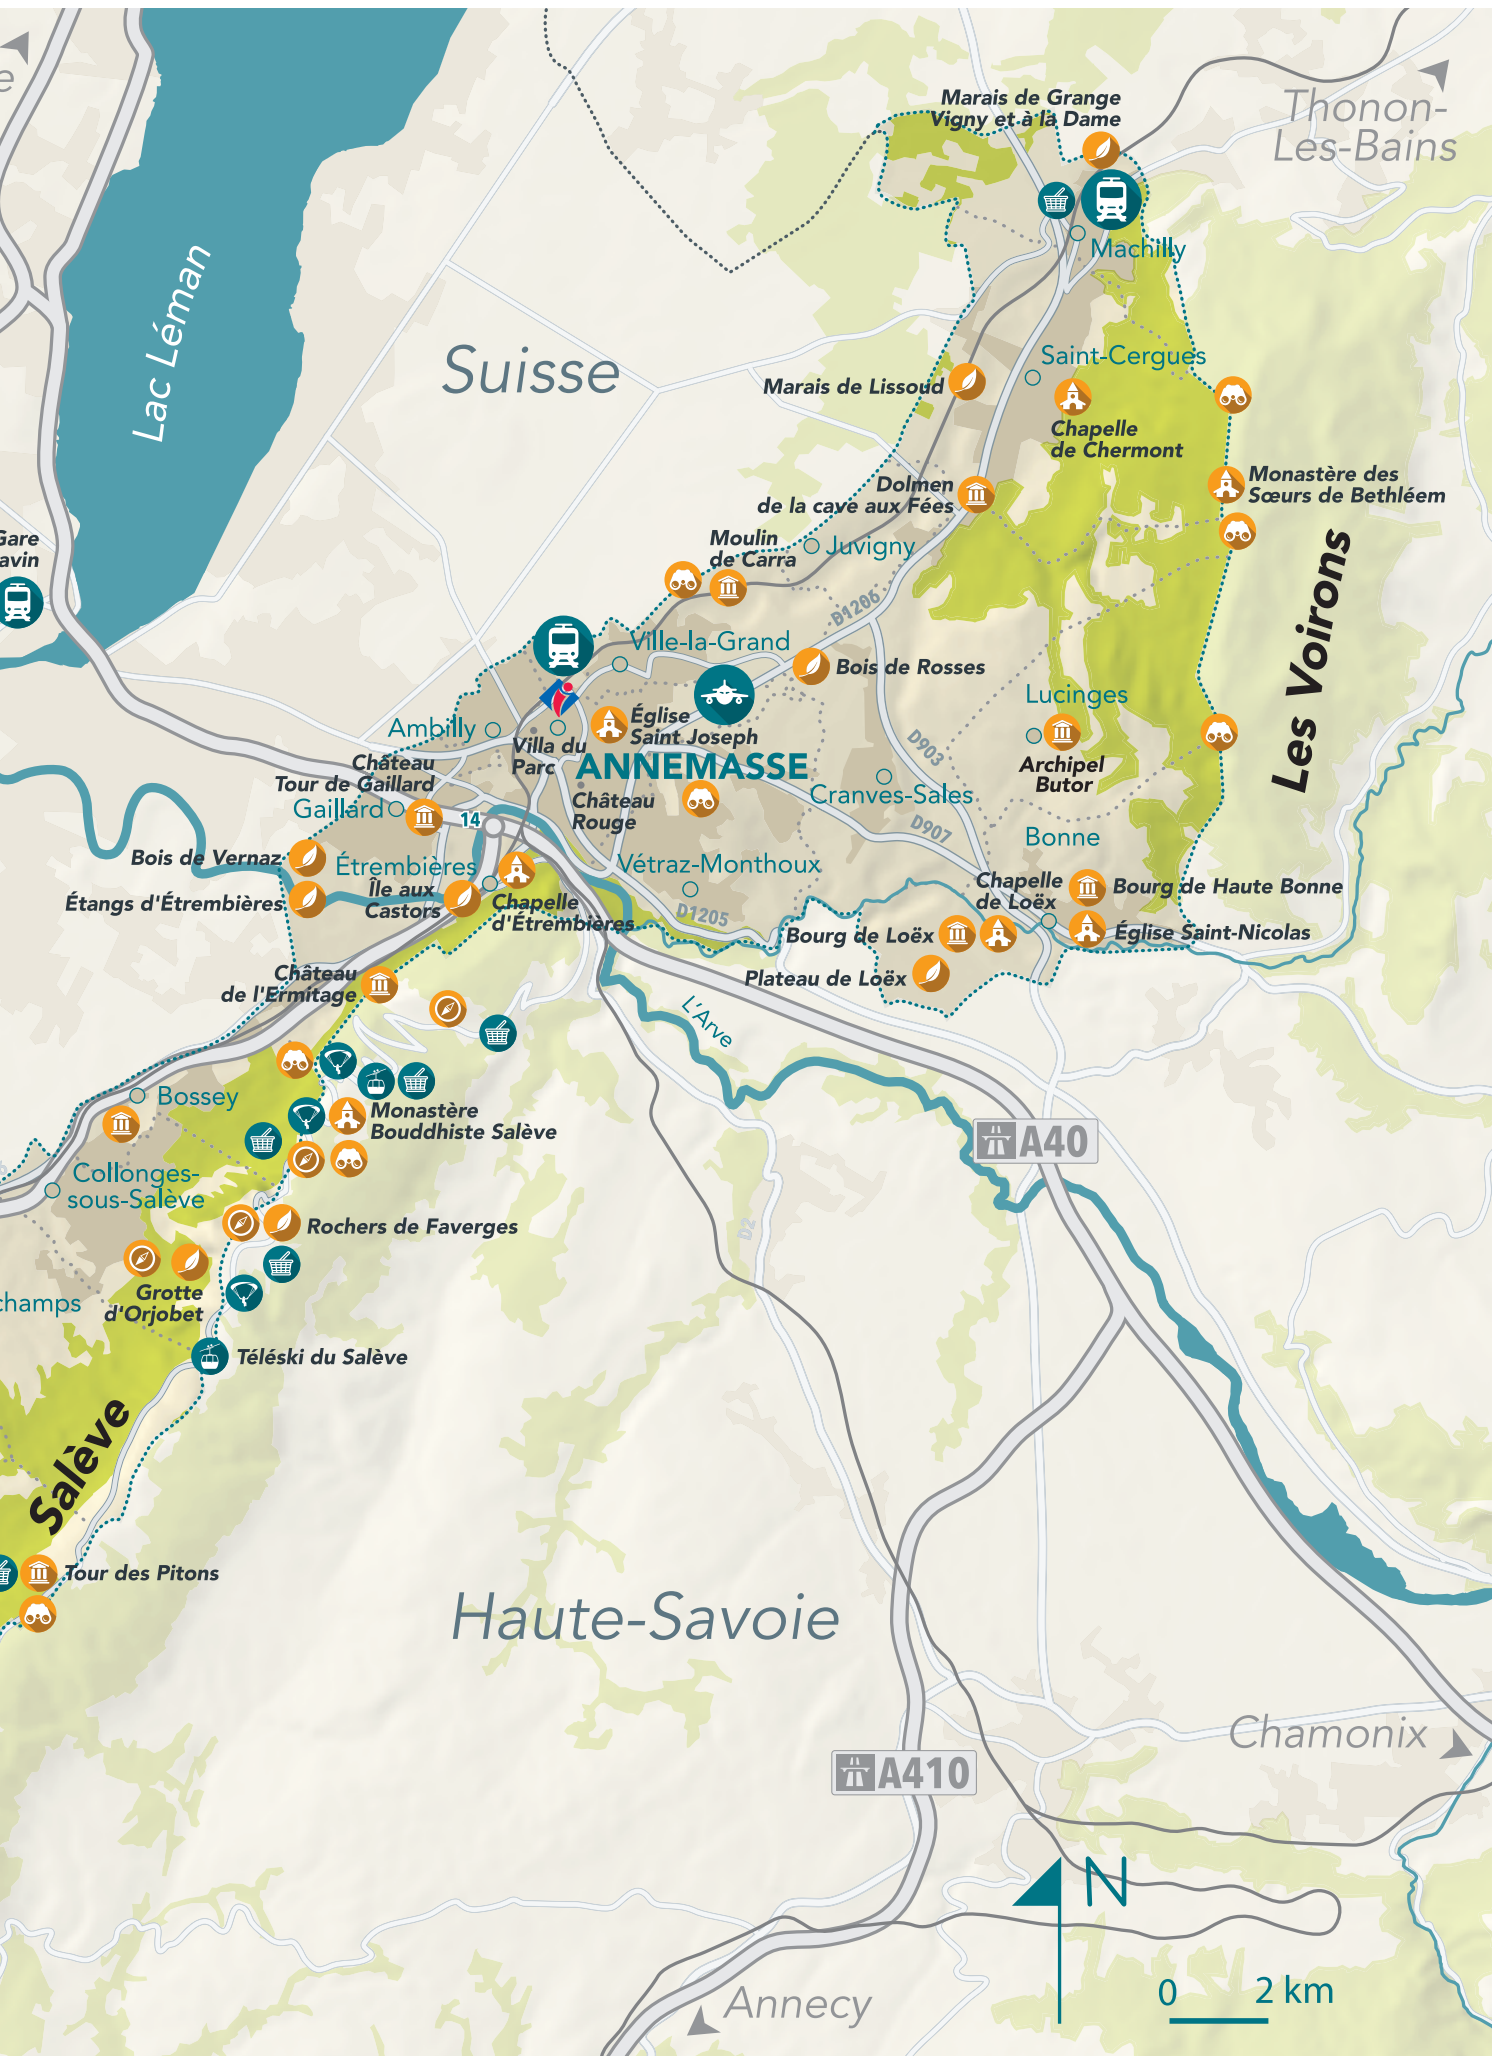 Marais de Grange
Vigny et à la Dame
Thonon-
Les-Bains
Machilly
Lac Léman
Suisse
Saint-Cergues
Marais de Lissoud
Chapelle
de Chermont
Monastère des
Sœurs de Bethléem
Dolmen
de la cave aux Fées
Gare
Moulin
de Carra
Juvigny
Les Voirons
D1206
Ville-la-Grand
Bois de Rosses
Lucinges
Ambilly
Église
Saint Joseph
Villa du
Parc
ANNEMASSE
D903
Archipel
Butor
Château
Tour de Gaillard
Gaillard
14
Château
Rouge
Cranves-Sales
D907
Bonne
Bois de Vernaz
Étrembières
Vétraz-Monthoux
Chapelle
de Loëx
Bourg de Haute Bonne
Étangs d'Étrembières
Île aux
Castors
Chapelle
d'Étrembières
D1205
Bourg de Loëx
Église Saint-Nicolas
Château
de l'Ermitage
Plateau de Loëx
L'Arve
Bossey
Monastère
Bouddhiste Salève
A40
Collonges-
sous-Salève
Rochers de Faverges
D2
Grotte
d'Orjobet
champs
Téléski du Salève
Salève
Tour des Pitons
Haute-Savoie
Chamonix
A410
N
Annecy
0 2 km